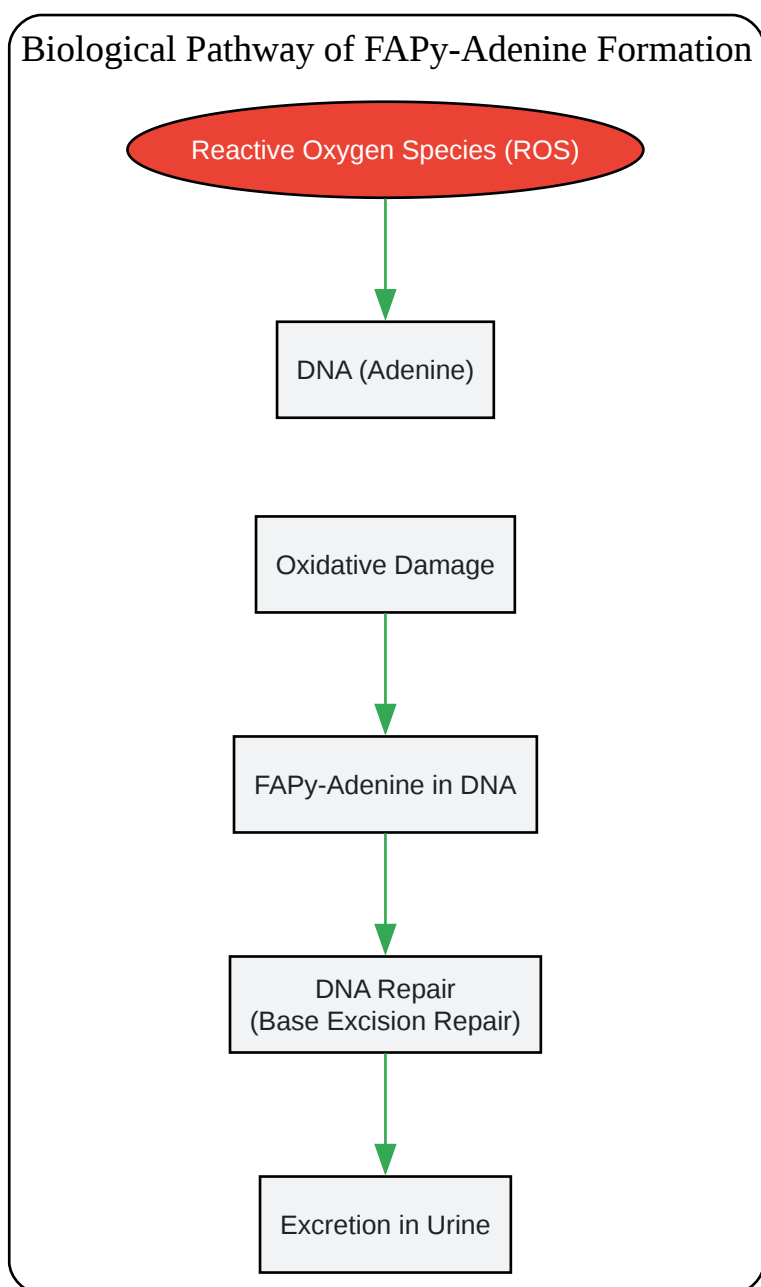 Biological Pathway of FAPy-Adenine Formation
Reactive Oxygen Species (ROS)
DNA (Adenine)
Oxidative Damage
FAPy-Adenine in DNA
DNA Repair
(Base Excision Repair)
Excretion in Urine